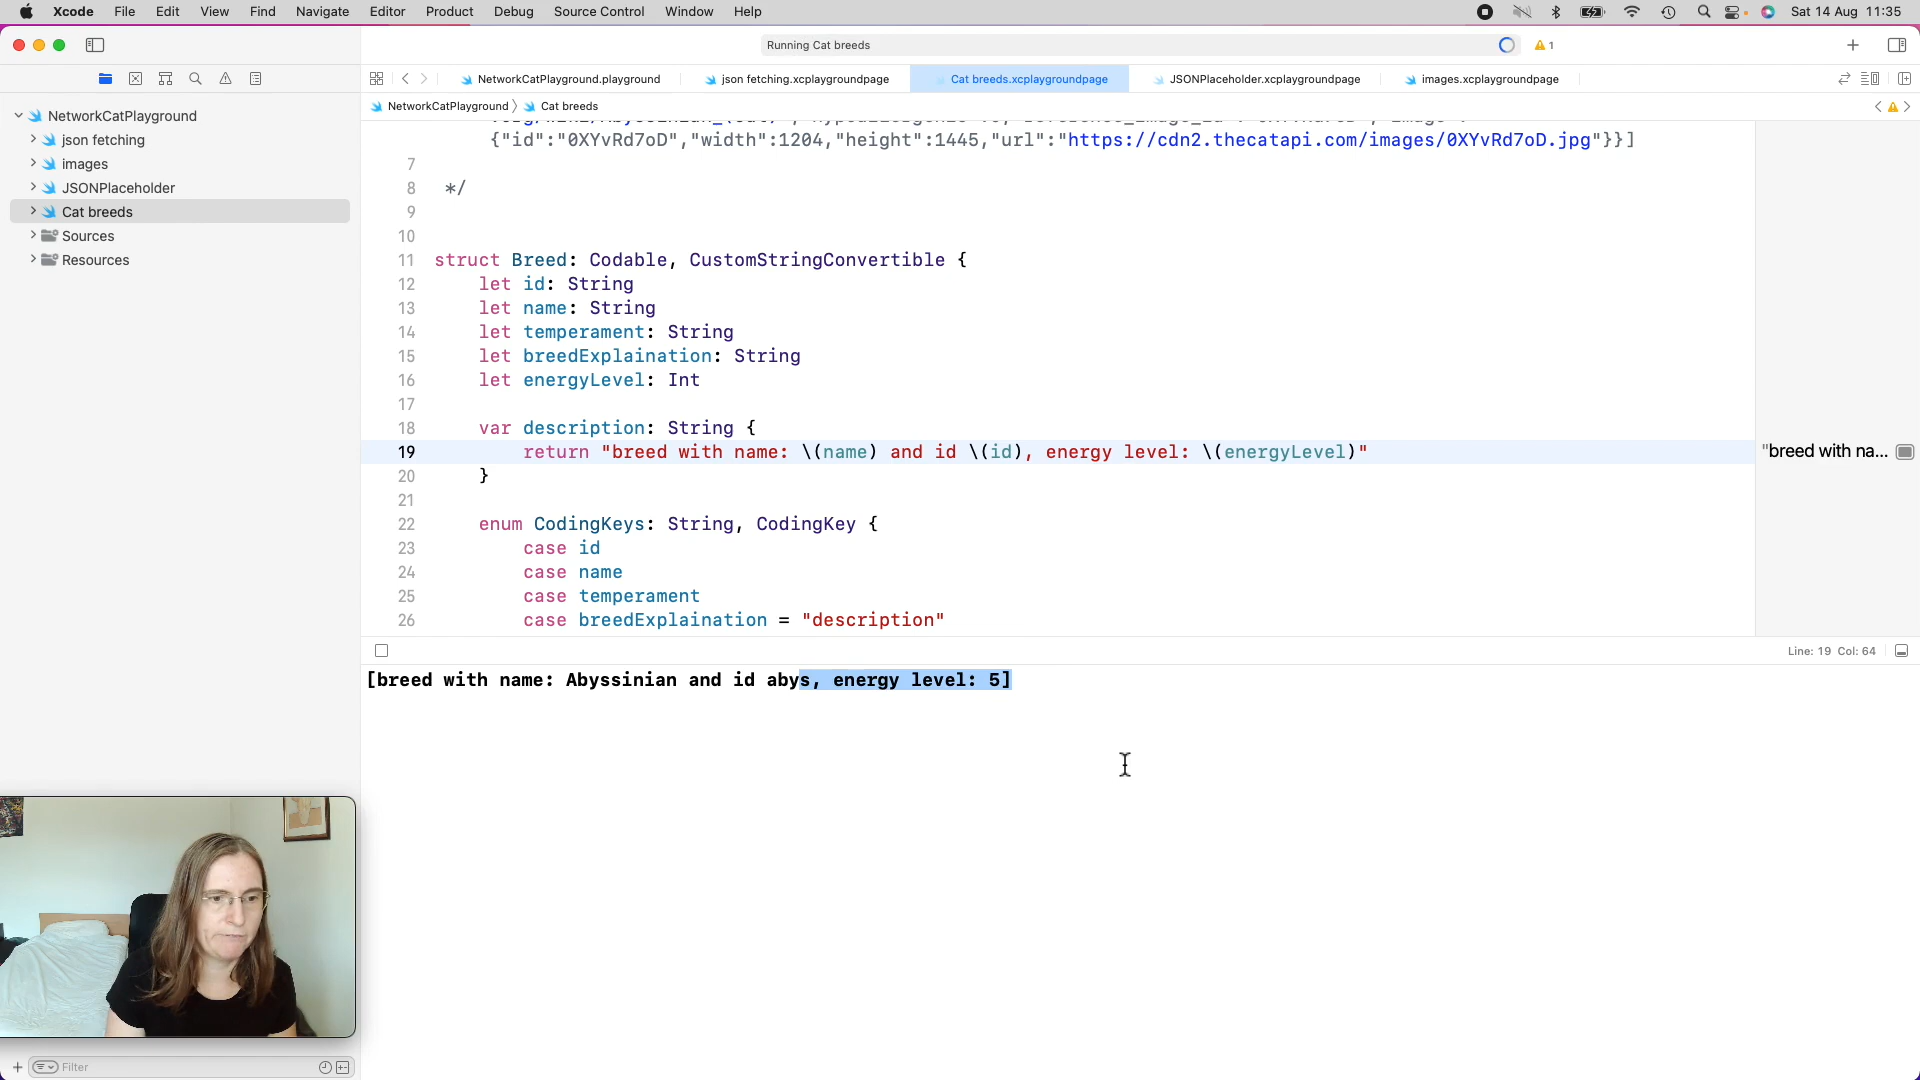 Xcode File Edit View Find Navigate Editor Product Debug Source Control Window Help Sat 14 Aug 11:35
Running Cat breeds 1
NetworkCatPlayground.playground json fetching.xcplaygroundpage Cat breeds.xcplaygroundpage JSONPlaceholder.xcplaygroundpage images.xcplaygroundpage
NetworkCatPlayground Cat breeds
NetworkCatPlayground
json fetching
images
JSONPlaceholder
Cat breeds
Sources
Resources
{"id":"0XYvRd7oD","width":1204,"height":1445,"url":"https://cdn2.thecatapi.com/images/0XYvRd7oD.jpg"}}]
7
8 */
9
10
11 struct Breed: Codable, CustomStringConvertible {
12 let id: String
13 let name: String
14 let temperament: String
15 let breedExplaination: String
16 let energyLevel: Int
17
18 var description: String {
19 return "breed with name: \(name) and id \(id), energy level: \(energyLevel)"
20 }
21
22 enum CodingKeys: String, CodingKey {
23 case id
24 case name
25 case temperament
26 case breedExplaination = "description"
"breed with na...
Line: 19 Col: 64
[breed with name: Abyssinian and id abys, energy level: 5]
Filter